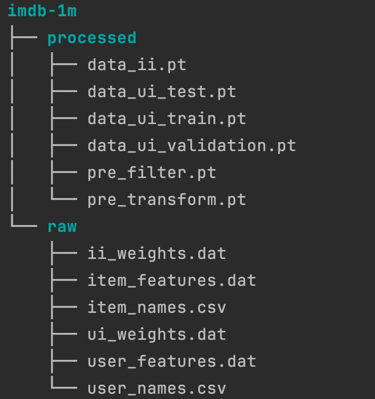 imdb-1m
├── processed
│   ├── data_ii.pt
│   ├── data_ui_test.pt
│   ├── data_ui_train.pt
│   ├── data_ui_validation.pt
│   ├── pre_filter.pt
│   └── pre_transform.pt
└── raw
    ├── ii_weights.dat
    ├── item_features.dat
    ├── item_names.csv
    ├── ui_weights.dat
    ├── user_features.dat
    └── user_names.csv